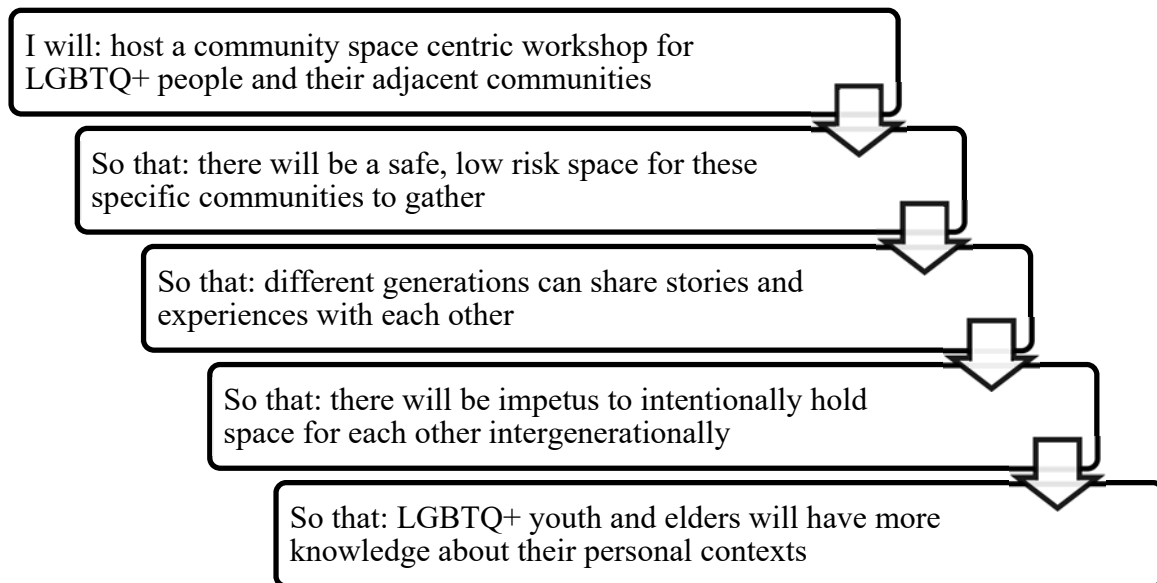 I will: host a community space centric workshop for
LGBTQ+ people and their adjacent communities
So that: there will be a safe, low risk space for these
specific communities to gather
So that: different generations can share stories and
experiences with each other
So that: there will be impetus to intentionally hold
space for each other intergenerationally
So that: LGBTQ+ youth and elders will have more
knowledge about their personal contexts